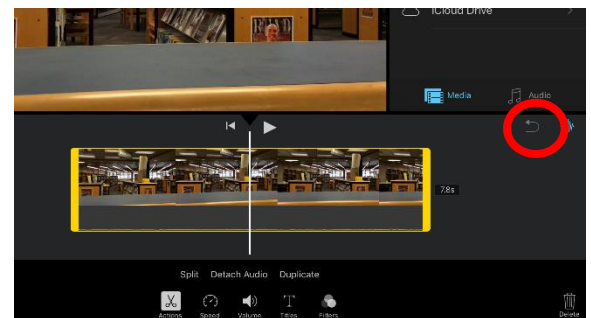 iCloud Drive
Media Audio
7.8s
Split Detach Audio Duplicate
Actions Speed Volume Titles Filters Delete